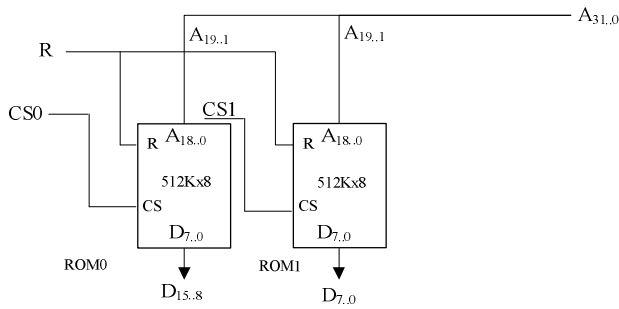 A31..0
A19..1
A19..1
R
CS0
CS1
R
A18..0
512Kx8
CS
D7..0
ROM0
D15..8
R
A18..0
512Kx8
CS
D7..0
ROM1
D7..0